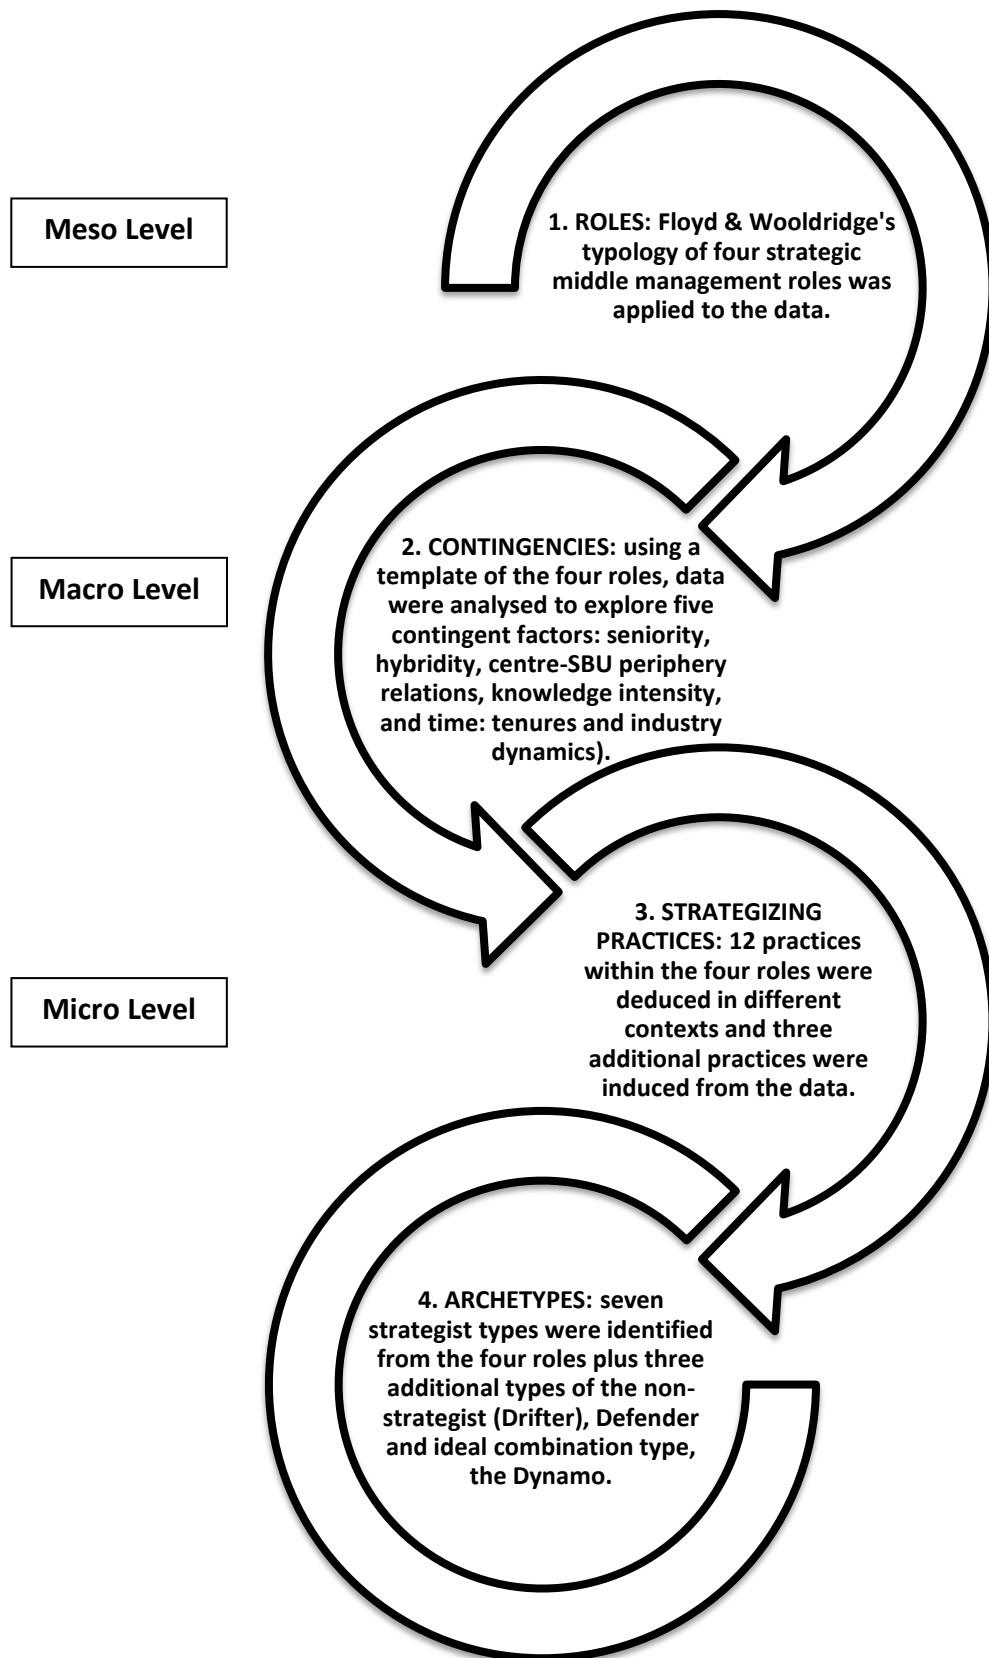 Meso Level
1. ROLES: Floyd & Wooldridge's
typology of four strategic
middle management roles was
applied to the data.
Macro Level
2. CONTINGENCIES: using a
template of the four roles, data
were analysed to explore five
contingent factors: seniority,
hybridity, centre-SBU periphery
relations, knowledge intensity,
and time: tenures and industry
dynamics).
Micro Level
3. STRATEGIZING
PRACTICES: 12 practices
within the four roles were
deduced in different
contexts and three
additional practices were
induced from the data.
4. ARCHETYPES: seven
strategist types were identified
from the four roles plus three
additional types of the non-
strategist (Drifter), Defender
and ideal combination type,
the Dynamo.